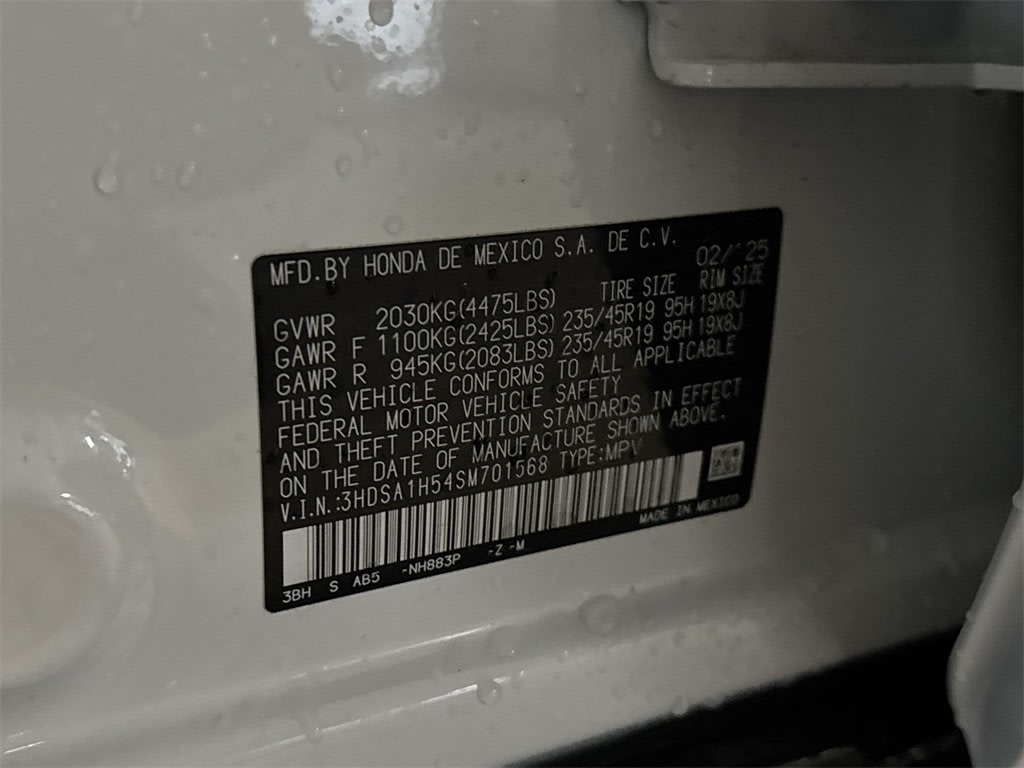 MFD.BY HONDA DE MEXICO S.A. DE C.V.
02/'25
TIRE SIZE RIM SIZE
GVWR 2030KG(4475LBS)
GAWR F 1100KG(2425LBS) 235/45R19 95H 19X8J
GAWR R 945KG(2083LBS) 235/45R19 95H 19X8J
THIS VEHICLE CONFORMS TO ALL APPLICABLE
FEDERAL MOTOR VEHICLE SAFETY
AND THEFT PREVENTION STANDARDS IN EFFECT
ON THE DATE OF MANUFACTURE SHOWN ABOVE.
V.I.N.:3HDSA1H54SM701568 TYPE:MPV
MADE IN MEXICO
3BH S AB5 -NH883P -Z -M